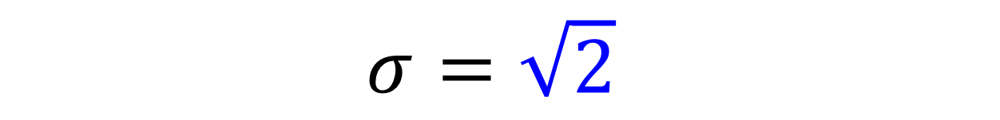 σ = √2